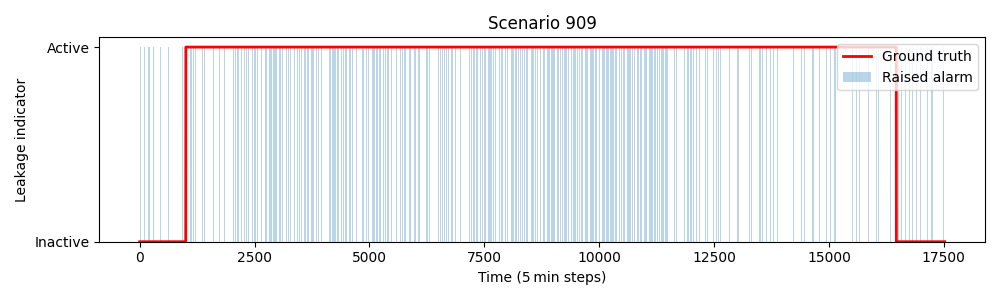 Scenario 909
Active
Inactive
Leakage indicator
Ground truth
Raised alarm
0 2500 5000 7500 10000 12500 15000 17500
Time (5 min steps)